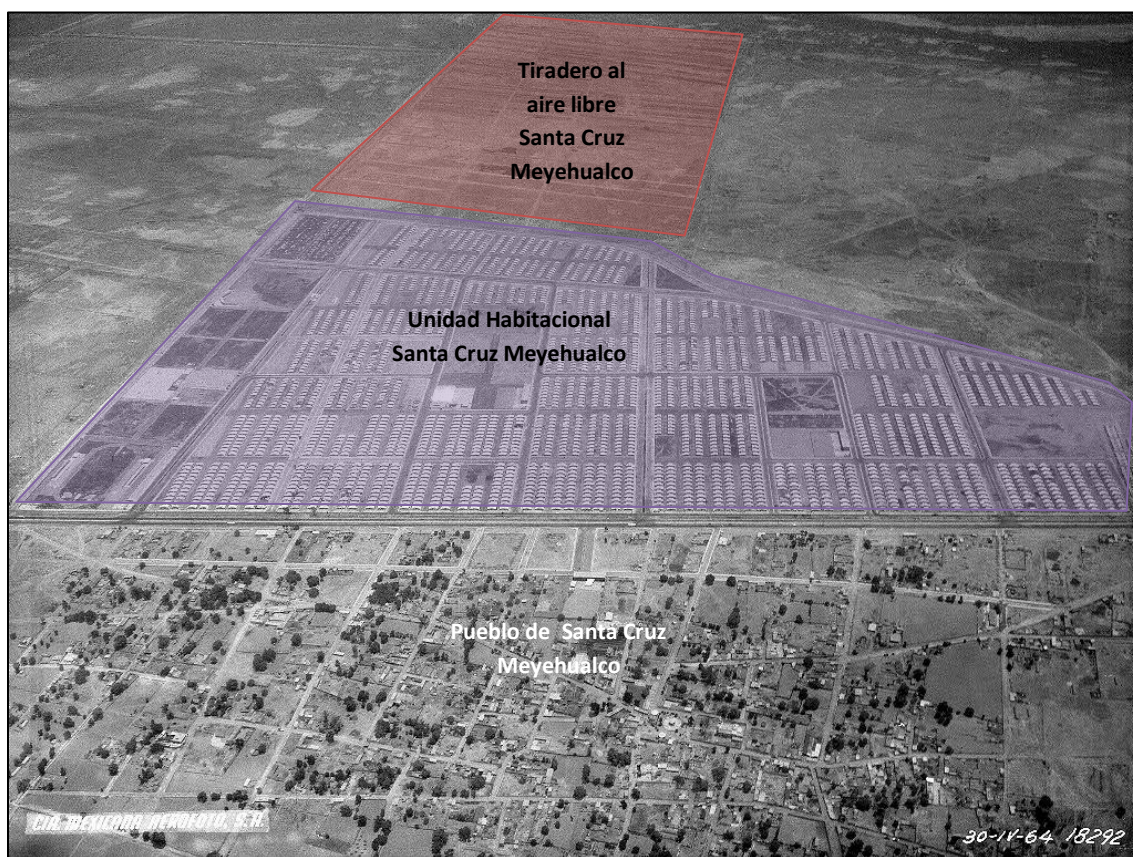 Tiradero al
aire libre
Santa Cruz
Meyehualco
Unidad Habitacional
Santa Cruz Meyehualco
Pueblo de Santa Cruz
Meyehualco
CIA. MEXICANA AEROFOTO, S.A.
30-IV-64 18292